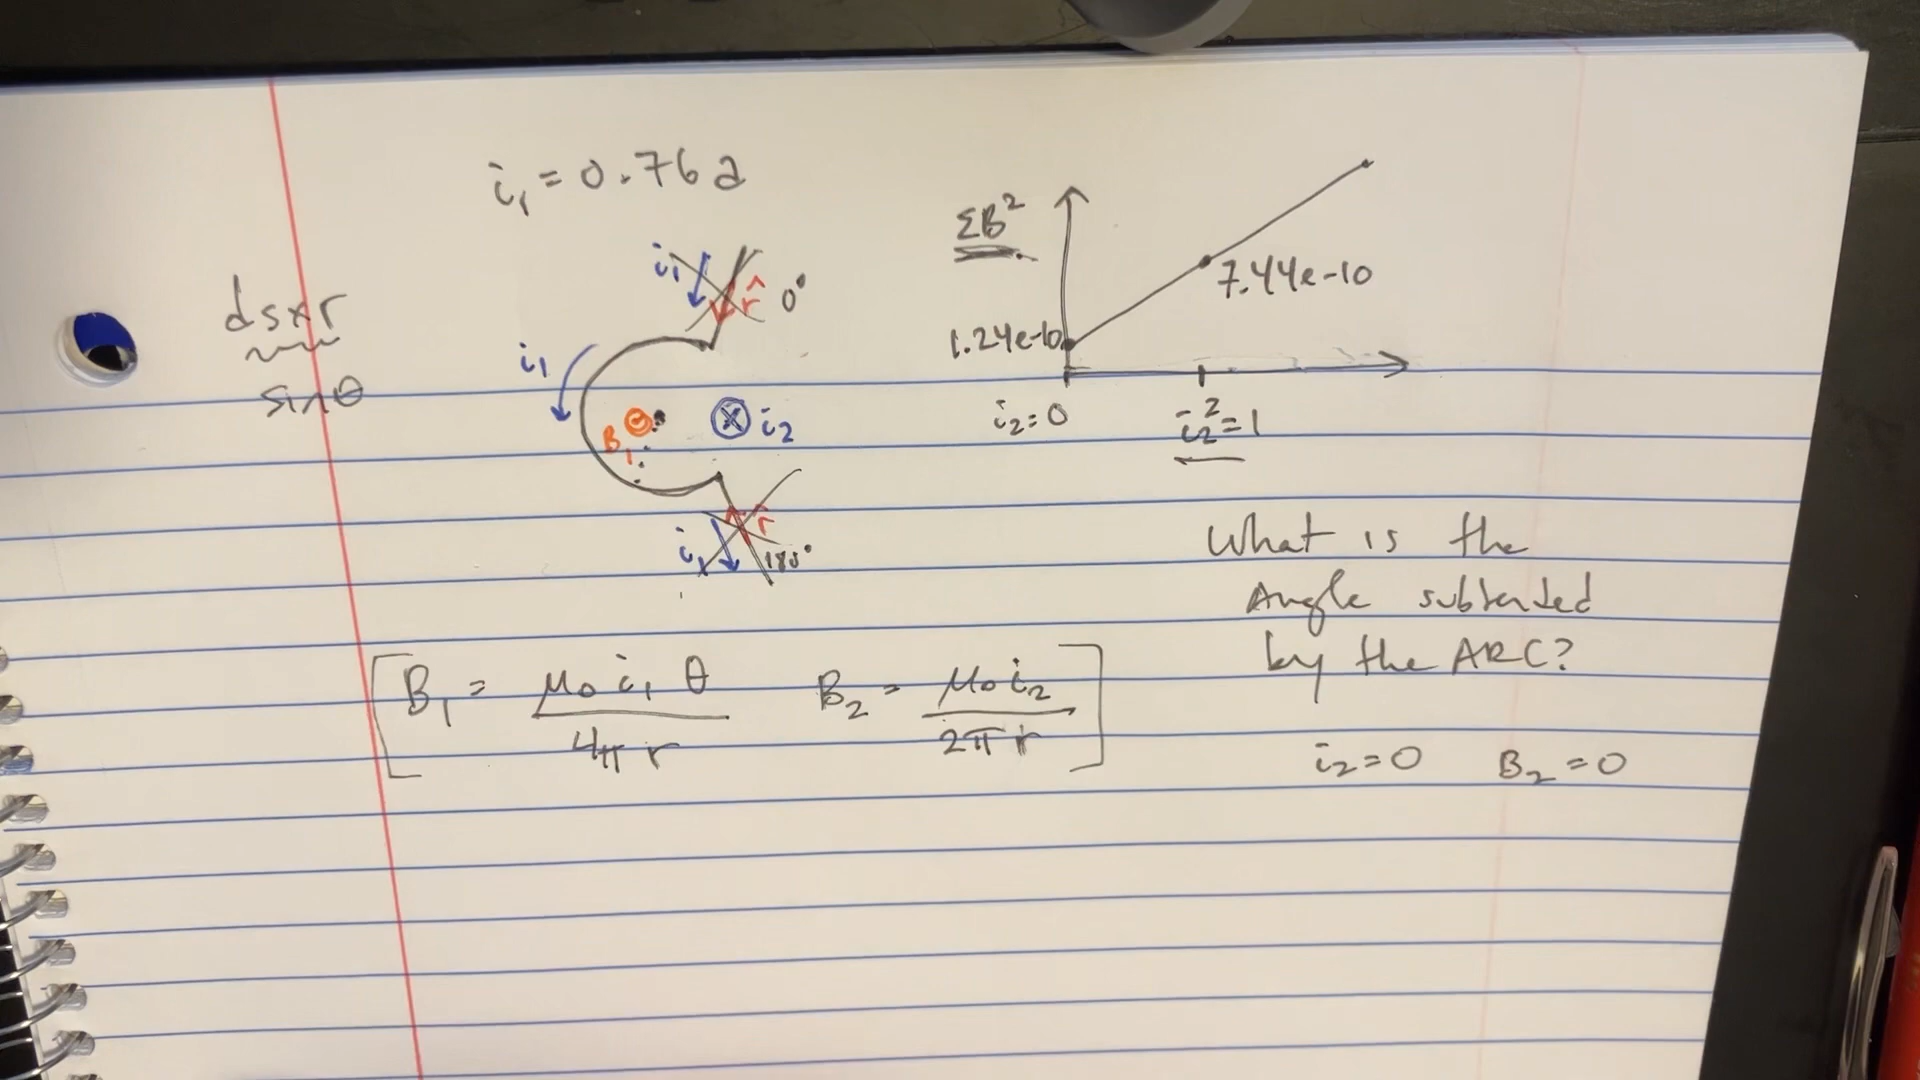 i₁ = 0.76 a
ds×r
sinθ
i₁
r̂ 0°
i₁
B₁
i₂
i₁
r̂
180°
ΣB²
7.44e-10
1.24e-10
i₂=0
i₂²=1
What is the
Angle subtended
by the ARC?
B₁ = μ₀ i₁ θ / 4π r B₂ = μ₀ i₂ / 2π r
i₂=0 B₂=0